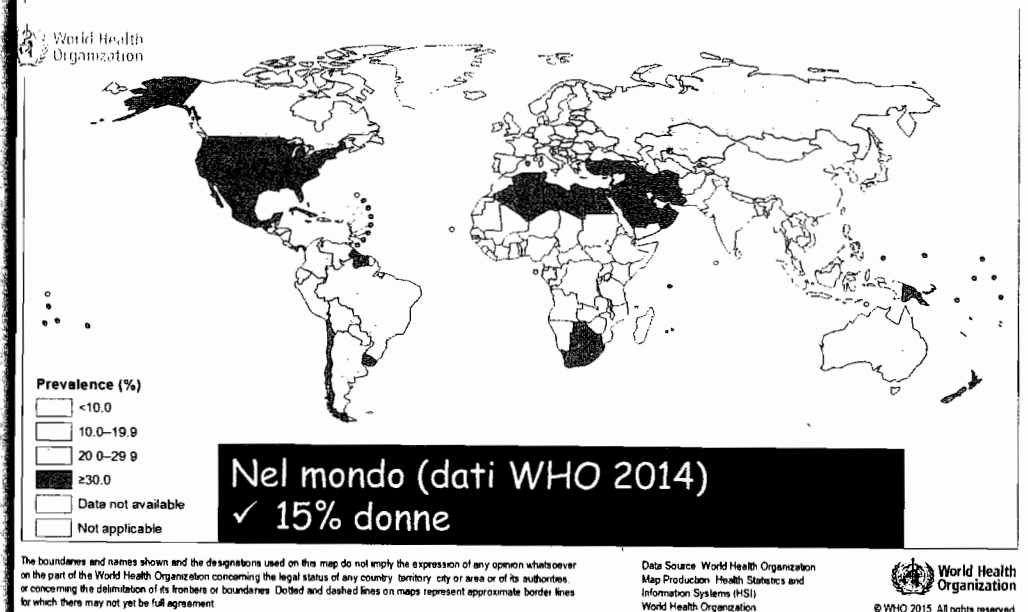 World Health
Organization
Prevalence (%)
<10.0
10.0–19.9
20 0–29 9
≥30.0
Data not available
Not applicable
Nel mondo (dati WHO 2014)
✓ 15% donne
The boundaries and names shown and the designations used on this map do not imply the expression of any opinion whatsoever
on the part of the World Health Organization concerning the legal status of any country territory city or area or of its authorities.
or concerning the delimitation of its frontiers or boundaries Dotted and dashed lines on maps represent approximate border lines
for which there may not yet be full agreement
Data Source World Health Organization
Map Production Health Statistics and
Information Systems (HSI)
World Health Organization
World Health
Organization
© WHO 2015 All rights reserved